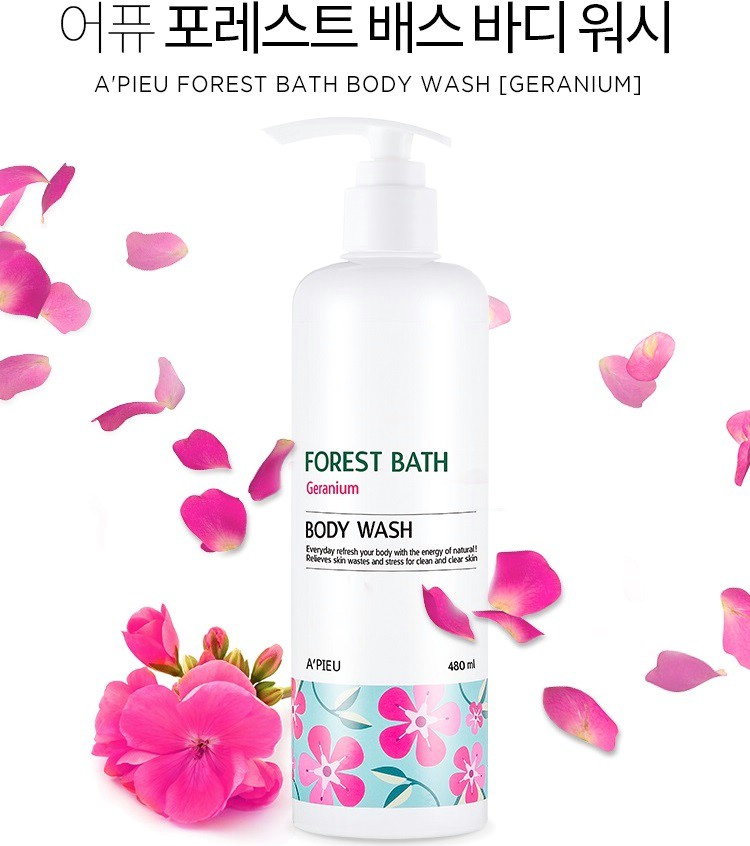 어퓨 포레스트 배스 바디 워시
A'PIEU FOREST BATH BODY WASH [GERANIUM]
FOREST BATH
Geranium
BODY WASH
Everyday refresh your body with the energy of natural!
Relieves skin wastes and stress for clean and clear skin
A'PIEU 480 ml